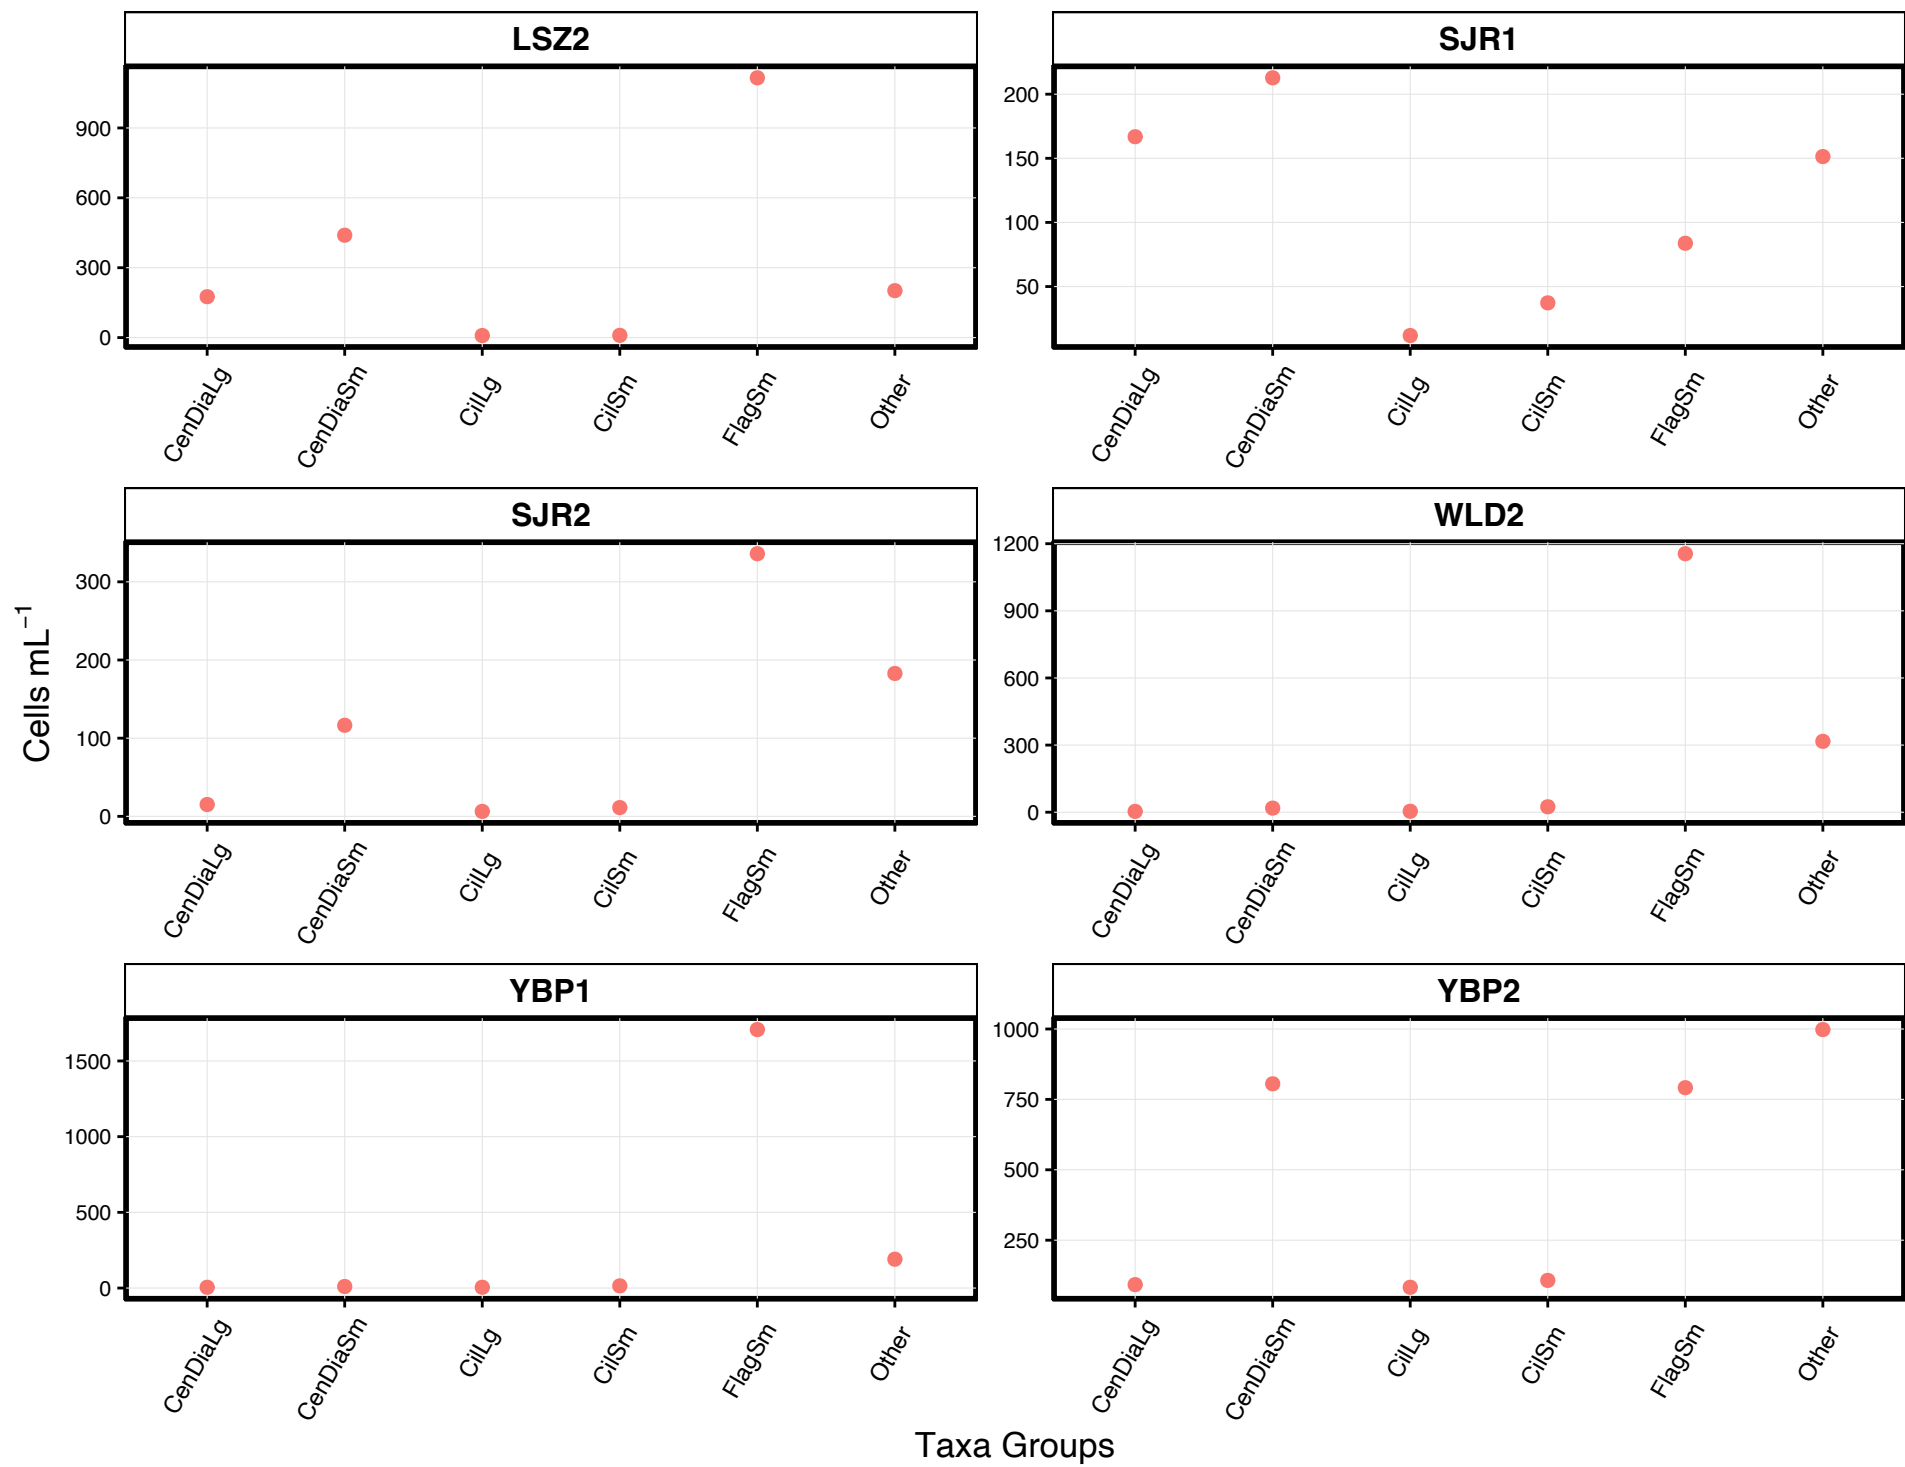 LSZ2
900
600
300
0
CenDiaLg CenDiaSm CilLg CilSm FlagSm Other
SJR1
200
150
100
50
CenDiaLg CenDiaSm CilLg CilSm FlagSm Other
SJR2
300
200
100
0
CenDiaLg CenDiaSm CilLg CilSm FlagSm Other
WLD2
1200
900
600
300
0
CenDiaLg CenDiaSm CilLg CilSm FlagSm Other
YBP1
1500
1000
500
0
CenDiaLg CenDiaSm CilLg CilSm FlagSm Other
YBP2
1000
750
500
250
CenDiaLg CenDiaSm CilLg CilSm FlagSm Other
Cells mL⁻¹
Taxa Groups